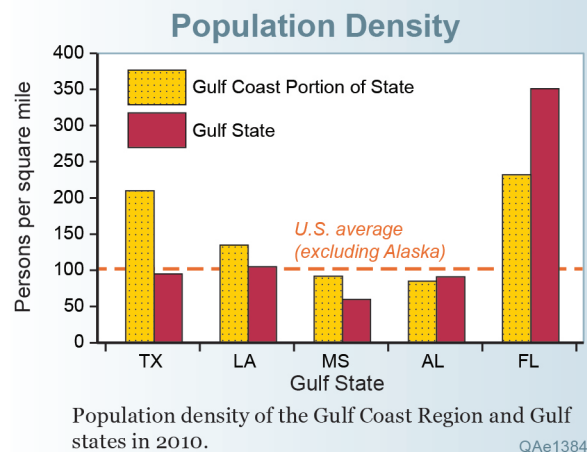 Population Density
Persons per square mile
400
350
300
250
200
150
100
50
0
Gulf Coast Portion of State
Gulf State
U.S. average
(excluding Alaska)
TX LA MS AL FL
Gulf State
Population density of the Gulf Coast Region and Gulf
states in 2010.
QAe1384